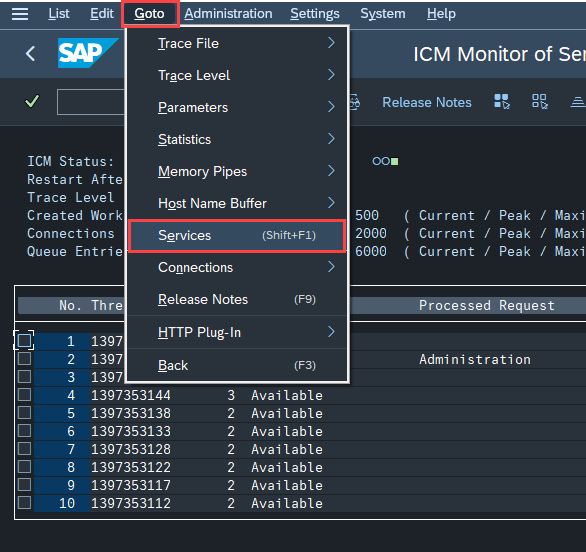 List Edit Goto Administration Settings System Help
SAP
ICM Monitor of Ser
Release Notes
Trace File
Trace Level
Parameters
Statistics
Memory Pipes
Host Name Buffer
Services (Shift+F1)
Connections
Release Notes (F9)
HTTP Plug-In
Back (F3)
ICM Status:
Restart Afte
Trace Level
Created Work 500 ( Current / Peak / Maxi
Connections 2000 ( Current / Peak / Maxi
Queue Entrie 6000 ( Current / Peak / Maxi
No. Thre Processed Request
1 1397
2 1397 Administration
3 1397
4 1397353144 3 Available
5 1397353138 2 Available
6 1397353133 2 Available
7 1397353128 2 Available
8 1397353122 2 Available
9 1397353117 2 Available
10 1397353112 2 Available